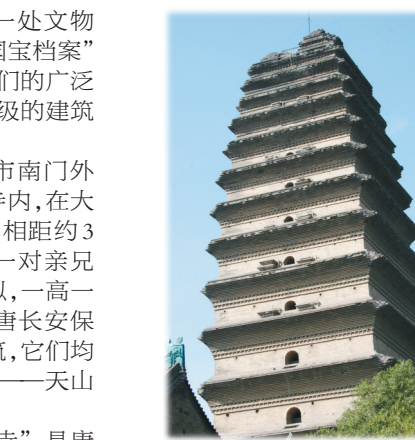 一处文物
国宝档案”
们的广泛
级的建筑
市南门外
寺内,在大
相距约3
一对亲兄
以,一高一
唐长安保
筑,它们均
——天山
寺”,是唐